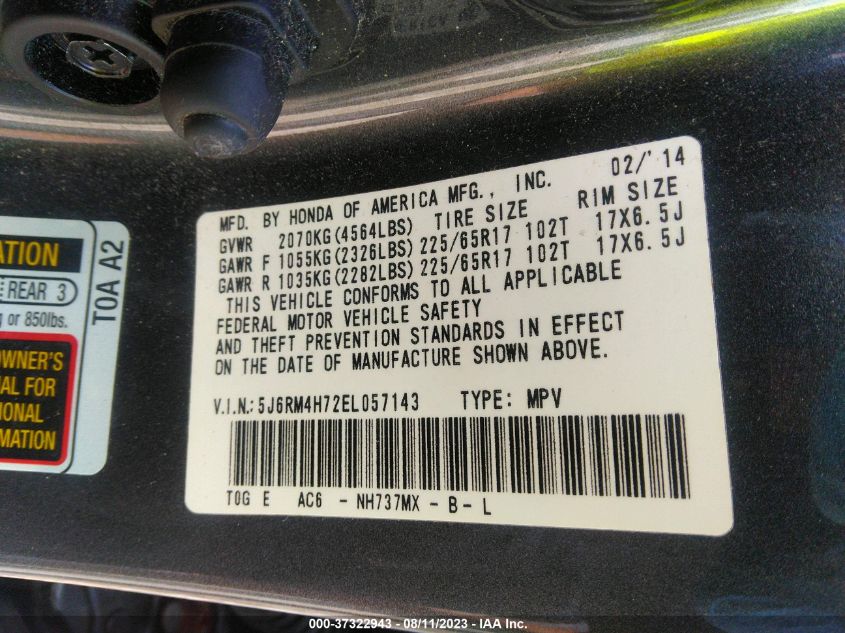 02/'14
MFD. BY HONDA OF AMERICA MFG., INC.
GVWR 2070KG(4564LBS) TIRE SIZE RIM SIZE
GAWR F 1055KG(2326LBS) 225/65R17 102T 17X6.5J
GAWR R 1035KG(2282LBS) 225/65R17 102T 17X6.5J
THIS VEHICLE CONFORMS TO ALL APPLICABLE
FEDERAL MOTOR VEHICLE SAFETY
AND THEFT PREVENTION STANDARDS IN EFFECT
ON THE DATE OF MANUFACTURE SHOWN ABOVE.
V.I.N.: 5J6RM4H72EL057143 TYPE: MPV
TOG E AC6 - NH737MX - B - L
ATION
REAR 3
g or 850lbs.
OWNER'S
AL FOR
IONAL
RMATION
TOA A2
000-37322943 - 08/11/2023 - IAA Inc.